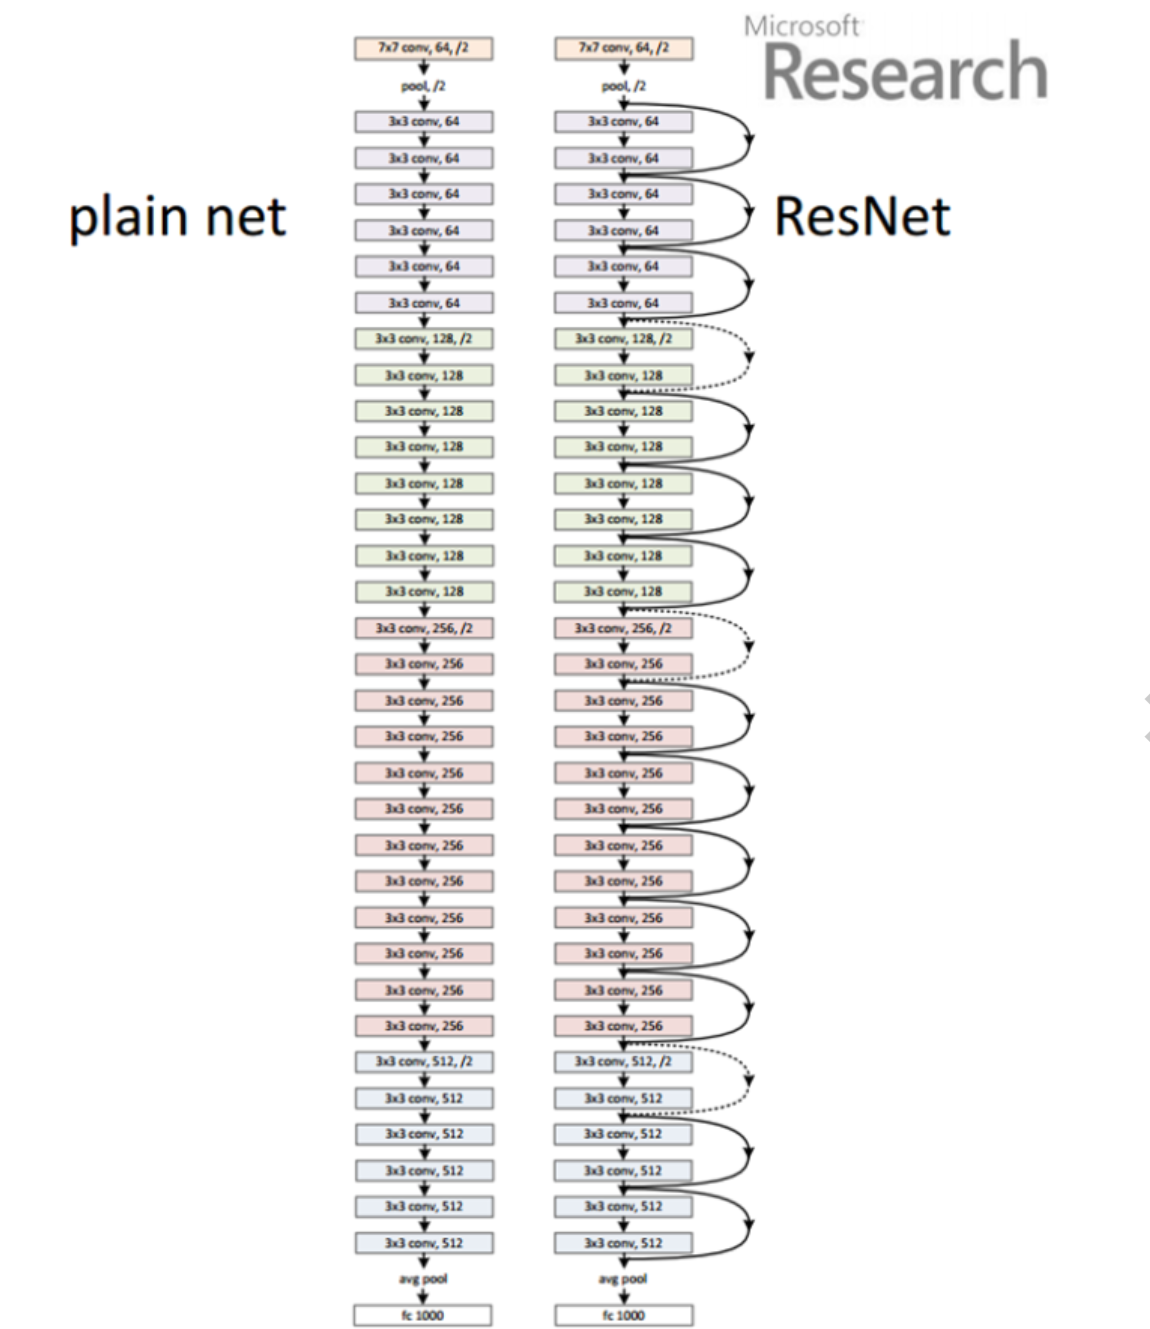 Microsoft
Research
plain net
ResNet
7x7 conv, 64, /2
pool, /2
3x3 conv, 64
3x3 conv, 64
3x3 conv, 64
3x3 conv, 64
3x3 conv, 64
3x3 conv, 64
3x3 conv, 128, /2
3x3 conv, 128
3x3 conv, 128
3x3 conv, 128
3x3 conv, 128
3x3 conv, 128
3x3 conv, 128
3x3 conv, 128
3x3 conv, 256, /2
3x3 conv, 256
3x3 conv, 256
3x3 conv, 256
3x3 conv, 256
3x3 conv, 256
3x3 conv, 256
3x3 conv, 256
3x3 conv, 256
3x3 conv, 256
3x3 conv, 256
3x3 conv, 256
3x3 conv, 512, /2
3x3 conv, 512
3x3 conv, 512
3x3 conv, 512
3x3 conv, 512
3x3 conv, 512
avg pool
fc 1000
7x7 conv, 64, /2
pool, /2
3x3 conv, 64
3x3 conv, 64
3x3 conv, 64
3x3 conv, 64
3x3 conv, 64
3x3 conv, 64
3x3 conv, 128, /2
3x3 conv, 128
3x3 conv, 128
3x3 conv, 128
3x3 conv, 128
3x3 conv, 128
3x3 conv, 128
3x3 conv, 128
3x3 conv, 256, /2
3x3 conv, 256
3x3 conv, 256
3x3 conv, 256
3x3 conv, 256
3x3 conv, 256
3x3 conv, 256
3x3 conv, 256
3x3 conv, 256
3x3 conv, 256
3x3 conv, 256
3x3 conv, 256
3x3 conv, 512, /2
3x3 conv, 512
3x3 conv, 512
3x3 conv, 512
3x3 conv, 512
3x3 conv, 512
avg pool
fc 1000